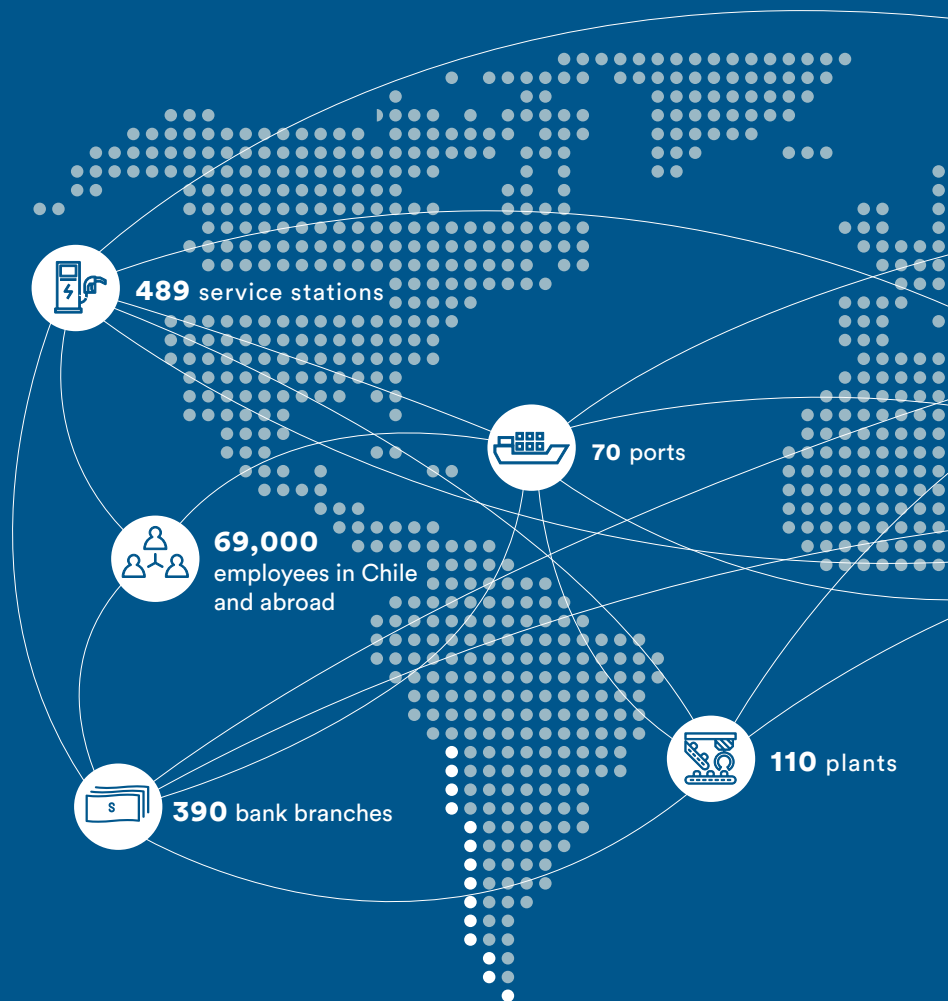 489 service stations
70 ports
69,000
employees in Chile
and abroad
110 plants
390 bank branches
$